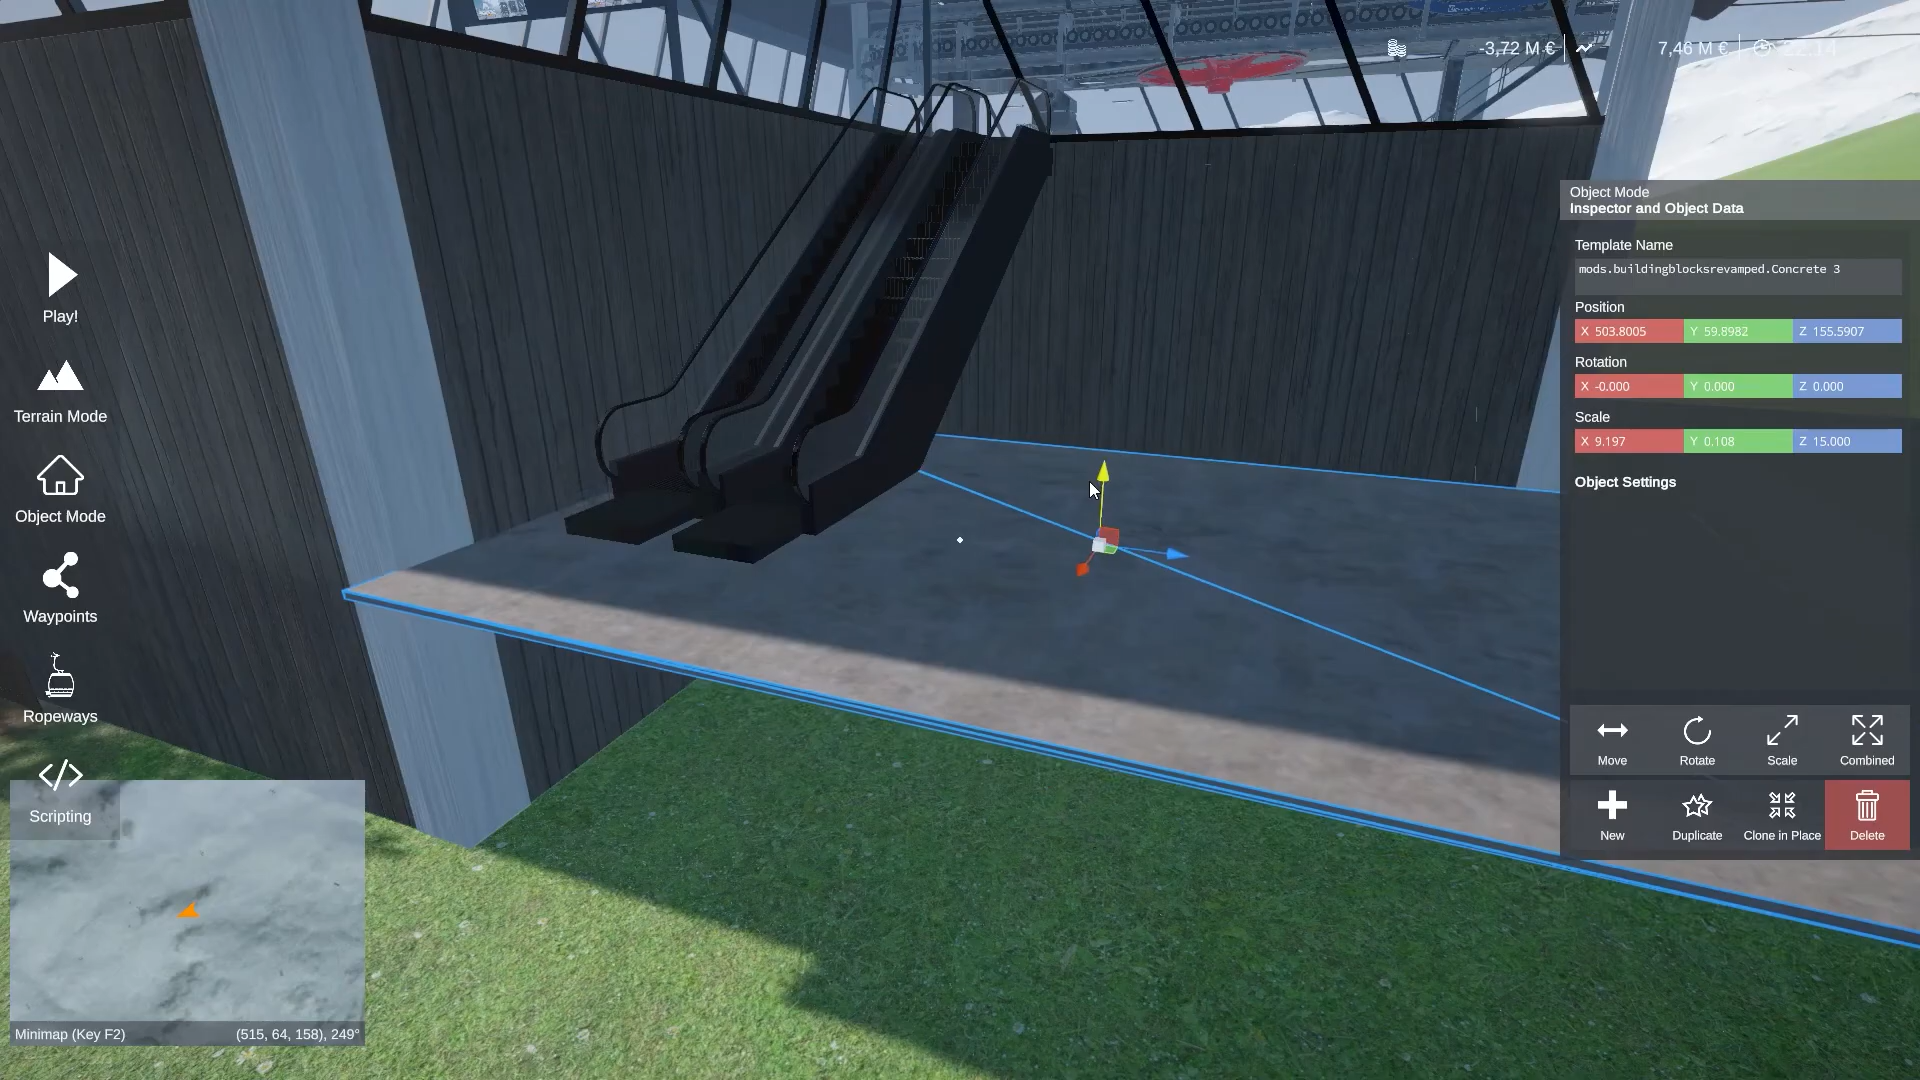 -3,72 M €
7,46 M €
22:14
Object Mode
Inspector and Object Data
Template Name
mods.buildingblocksrevamped.Concrete 3
Position
X 503.8005 Y 59.8982 Z 155.5907
Rotation
X -0.000 Y 0.000 Z 0.000
Scale
X 9.197 Y 0.108 Z 15.000
Object Settings
Play!
Terrain Mode
Object Mode
Waypoints
Ropeways
Scripting
Move Rotate Scale Combined
New Duplicate Clone in Place Delete
Minimap (Key F2) (515, 64, 158), 249°